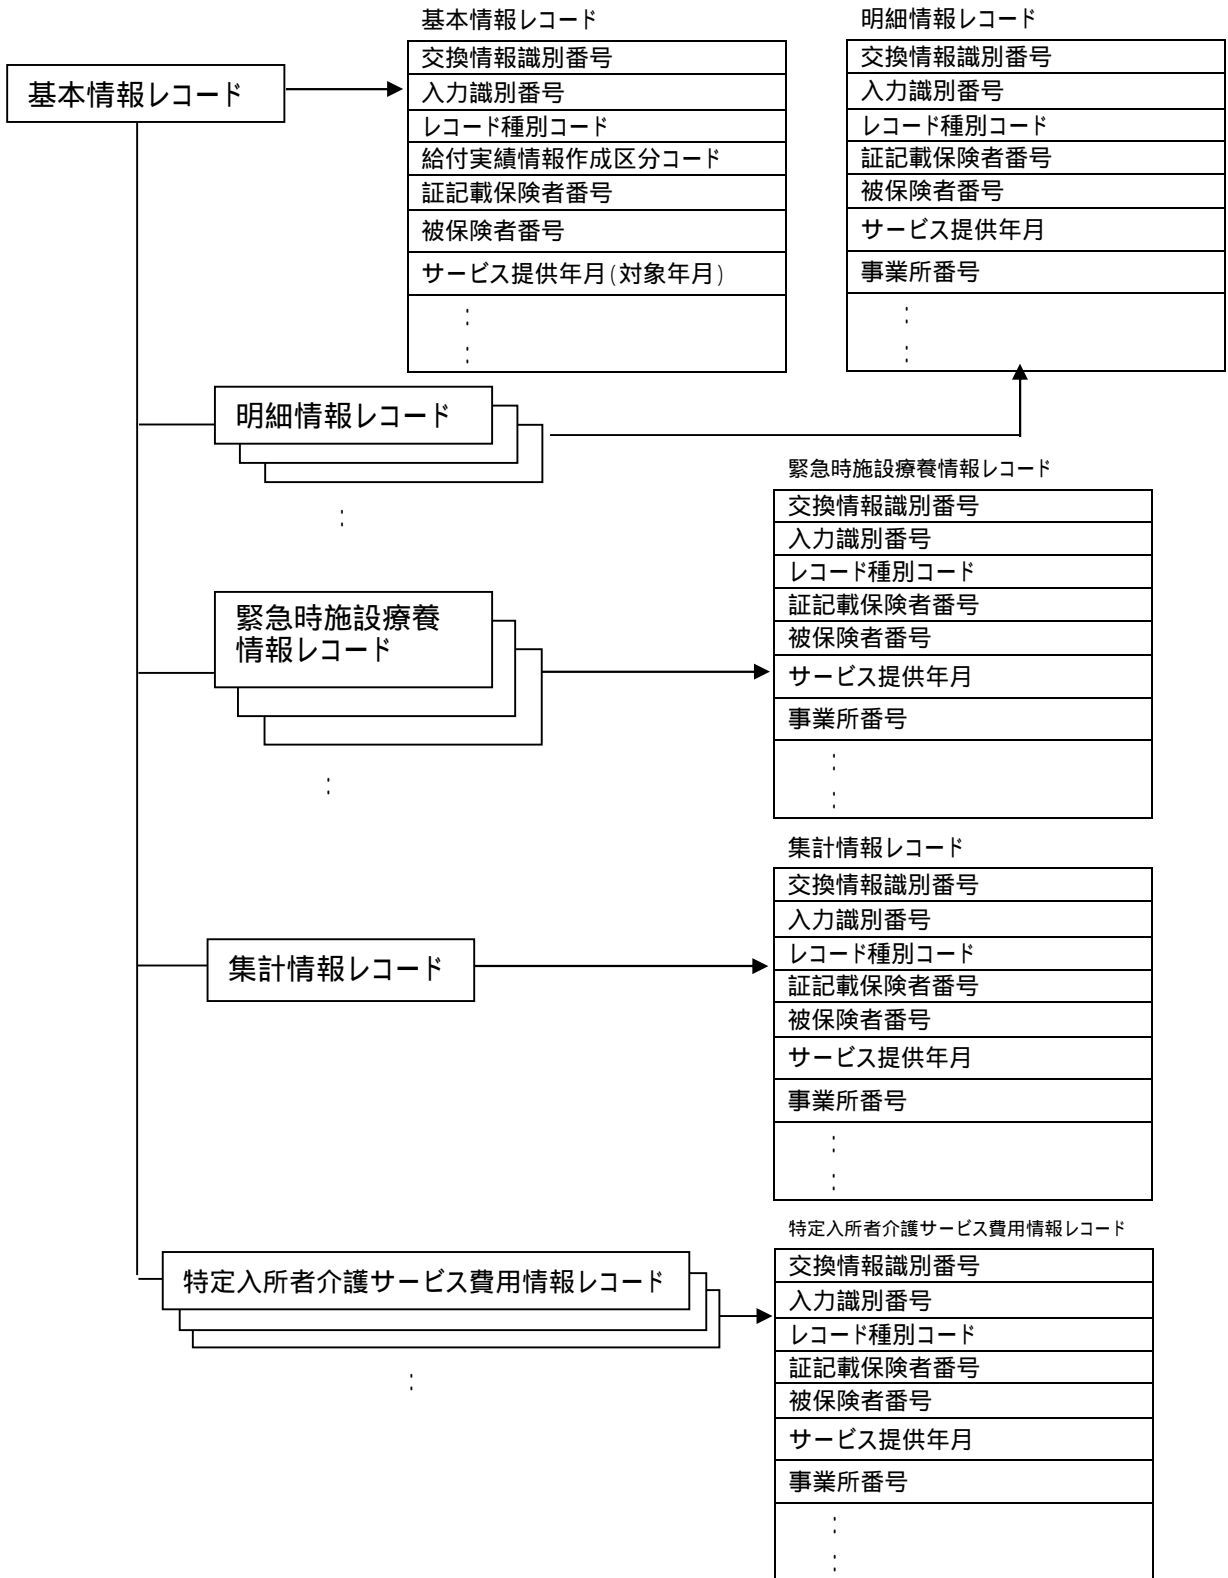 基本情報レコード
基本情報レコード
交換情報識別番号
入力識別番号
レコード種別コード
給付実績情報作成区分コード
証記載保険者番号
被保険者番号
サービス提供年月(対象年月)
:
:
明細情報レコード
交換情報識別番号
入力識別番号
レコード種別コード
証記載保険者番号
被保険者番号
サービス提供年月
事業所番号
:
:
明細情報レコード
:
緊急時施設療養
情報レコード
:
緊急時施設療養情報レコード
交換情報識別番号
入力識別番号
レコード種別コード
証記載保険者番号
被保険者番号
サービス提供年月
事業所番号
:
:
集計情報レコード
集計情報レコード
交換情報識別番号
入力識別番号
レコード種別コード
証記載保険者番号
被保険者番号
サービス提供年月
事業所番号
:
:
特定入所者介護サービス費用情報レコード
:
特定入所者介護サービス費用情報レコード
交換情報識別番号
入力識別番号
レコード種別コード
証記載保険者番号
被保険者番号
サービス提供年月
事業所番号
:
: